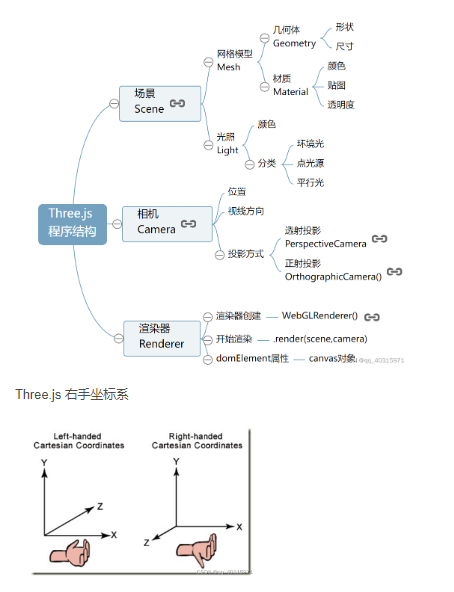 几何体
Geometry
形状
尺寸
网格模型
Mesh
材质
Material
颜色
贴图
透明度
场景
Scene
光照
Light
颜色
分类
环境光
点光源
平行光
Three.js
程序结构
相机
Camera
位置
视线方向
投影方式
透射投影
PerspectiveCamera
正射投影
OrthographicCamera()
渲染器
Renderer
渲染器创建
WebGLRenderer()
开始渲染
.render(scene,camera)
domElement属性
canvas对象
@qq_40315971
Three.js 右手坐标系
Left-handed
Cartesian Coordinates
Right-handed
Cartesian Coordinates
Y
Z
X
Y
X
Z